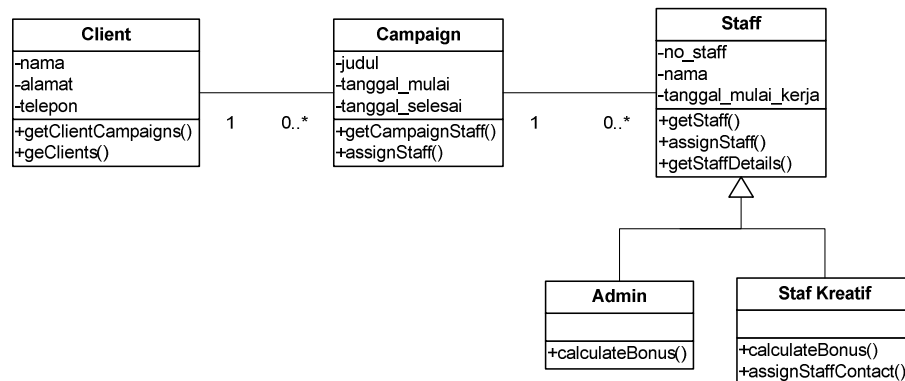 Client
-nama
-alamat
-telepon
+getClientCampaigns()
+geClients()
1
0..*
Campaign
-judul
-tanggal_mulai
-tanggal_selesai
+getCampaignStaff()
+assignStaff()
1
0..*
Staff
-no_staff
-nama
-tanggal_mulai_kerja
+getStaff()
+assignStaff()
+getStaffDetails()
Admin
+calculateBonus()
Staf Kreatif
+calculateBonus()
+assignStaffContact()